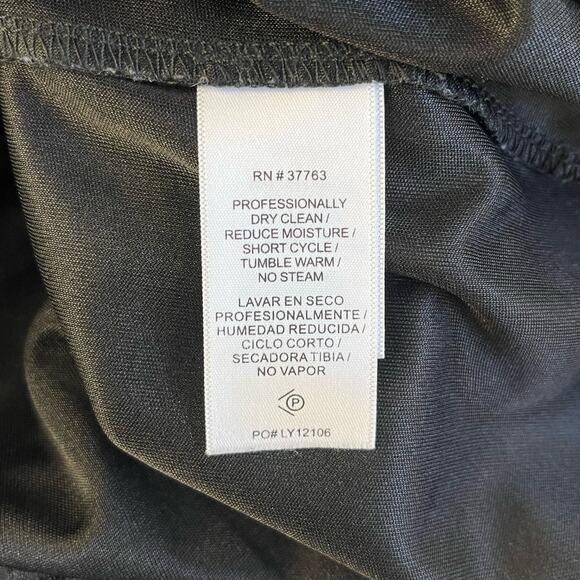 RN # 37763
PROFESSIONALLY
DRY CLEAN /
REDUCE MOISTURE /
SHORT CYCLE /
TUMBLE WARM /
NO STEAM
LAVAR EN SECO
PROFESIONALMENTE /
HUMEDAD REDUCIDA /
CICLO CORTO /
SECADORA TIBIA /
NO VAPOR
P
PO# LY12106